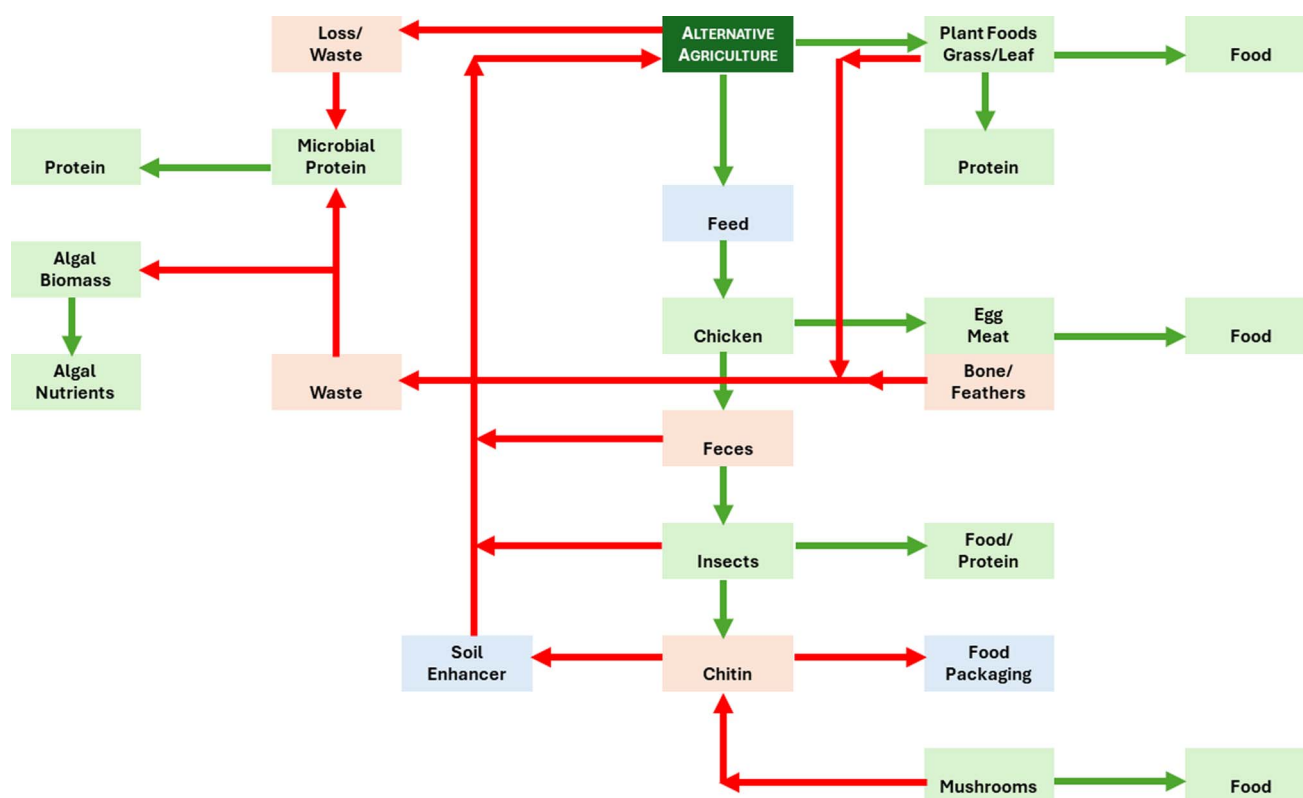 Loss/
Waste
ALTERNATIVE
AGRICULTURE
Plant Foods
Grass/Leaf
Food
Protein
Microbial
Protein
Protein
Feed
Algal
Biomass
Chicken
Egg
Meat
Food
Algal
Nutrients
Waste
Bone/
Feathers
Feces
Insects
Food/
Protein
Soil
Enhancer
Chitin
Food
Packaging
Mushrooms
Food